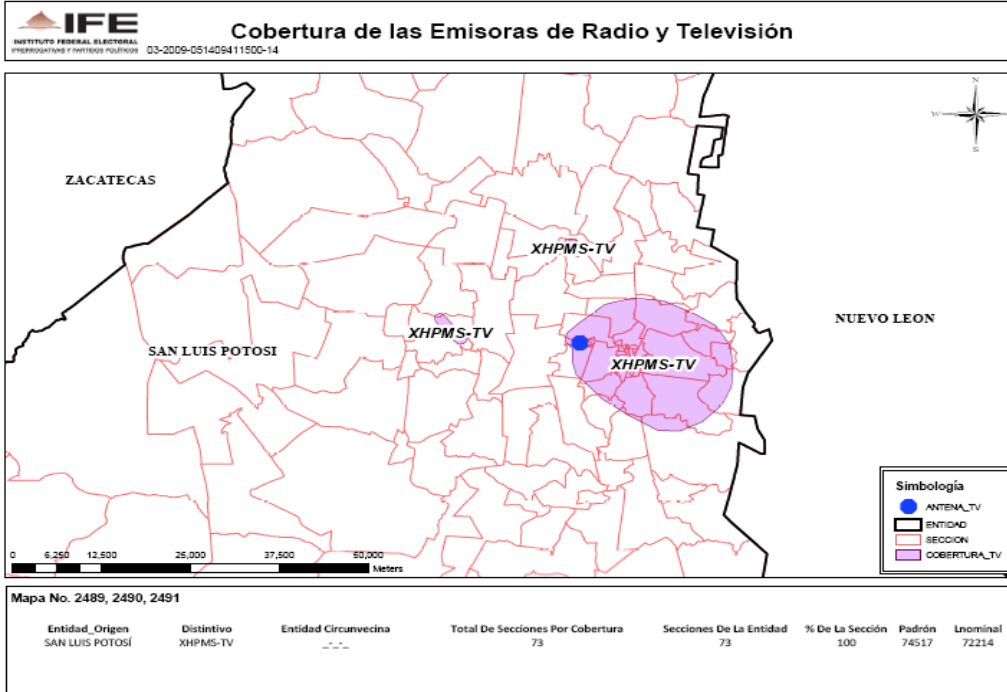 IFE
INSTITUTO FEDERAL ELECTORAL
PRERROGATIVAS Y PARTIDOS POLÍTICOS
03-2009-051409411500-14
Cobertura de las Emisoras de Radio y Televisión
N
W
S
ZACATECAS
XHPMS-TV
NUEVO LEON
XHPMS-TV
SAN LUIS POTOSI
XHPMS-TV
Simbología
ANTENA_TV
ENTIDAD
SECCION
COBERTURA_TV
0 6,250 12,500 25,000 37,500 50,000
Meters
Mapa No. 2489, 2490, 2491
Entidad_Origen Distintivo Entidad Circunvecina Total De Secciones Por Cobertura Secciones De La Entidad % De La Sección Padrón Lnominal
SAN LUIS POTOSÍ XHPMS-TV _-_-_ 73 73 100 74517 72214